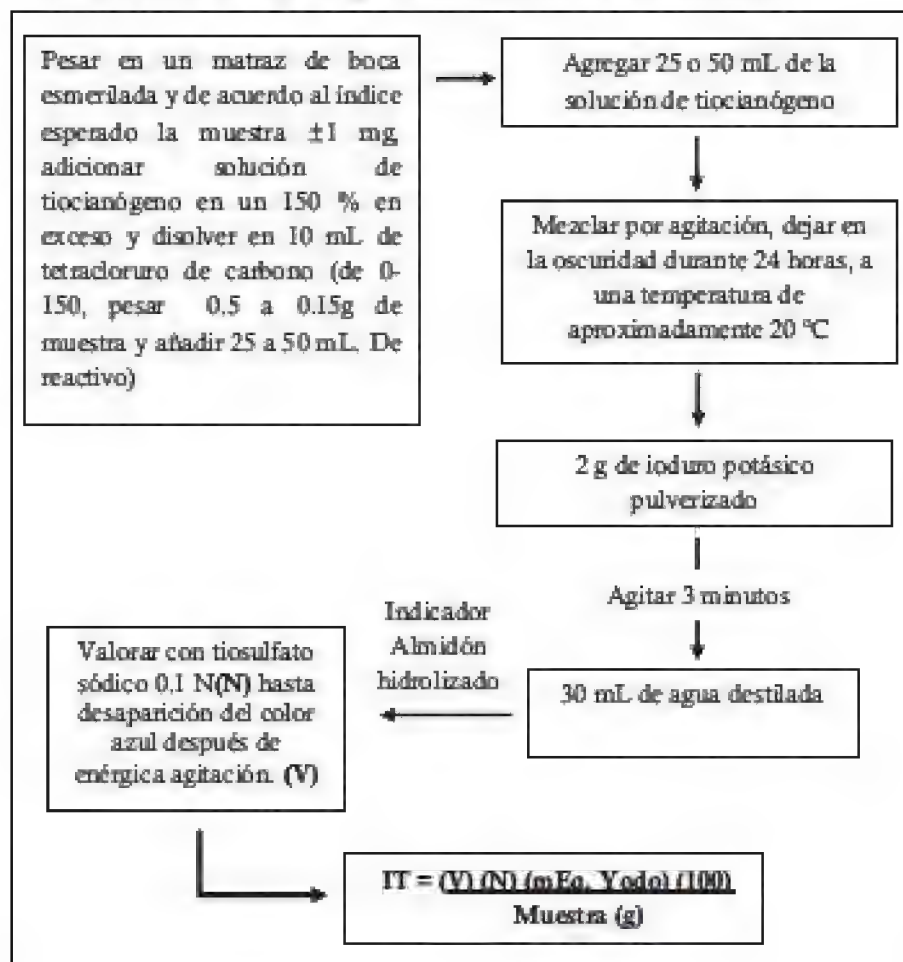 Pesar en un matraz de boca
esmerilada y de acuerdo al índice
esperado la muestra ±1 mg,
adicionar solución de
tiocianógeno en un 150 % en
exceso y disolver en 10 mL de
tetracloruro de carbono (de 0-
150, pesar 0.5 a 0.15g de
muestra y añadir 25 a 50 mL. De
reactivo)
Agregar 25 o 50 mL de la
solución de tiocianógeno
Mezclar por agitación, dejar en
la oscuridad durante 24 horas, a
una temperatura de
aproximadamente 20 °C
2 g de ioduro potásico
pulverizado
Agitar 3 minutos
30 mL de agua destilada
Indicador
Almidón
hidrolizado
Valorar con tiosulfato
sódico 0.1 N(N) hasta
desaparición del color
azul después de
enérgica agitación. (V)
IT = (V) (N) (mEq. Yodo) (100)
Muestra (g)